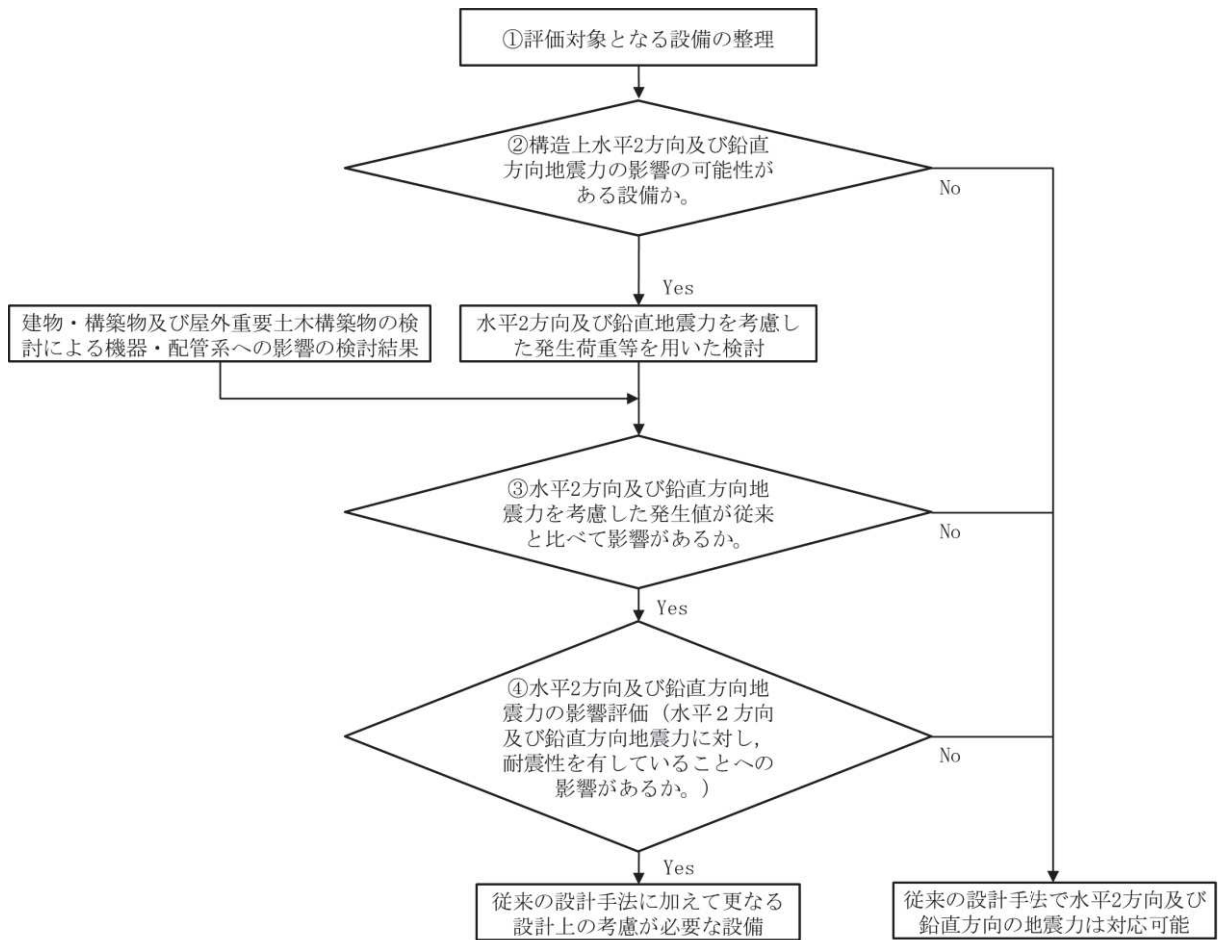 ①評価対象となる設備の整理
②構造上水平2方向及び鉛直
方向地震力の影響の可能性が
ある設備か。
No
Yes
建物・構築物及び屋外重要土木構築物の検
討による機器・配管系への影響の検討結果
水平2方向及び鉛直地震力を考慮し
た発生荷重等を用いた検討
③水平2方向及び鉛直方向地
震力を考慮した発生値が従来
と比べて影響があるか。
No
Yes
④水平2方向及び鉛直方向地
震力の影響評価（水平２方向
及び鉛直方向地震力に対し，
耐震性を有していることへの
影響があるか。）
No
Yes
従来の設計手法に加えて更なる
設計上の考慮が必要な設備
従来の設計手法で水平2方向及び
鉛直方向の地震力は対応可能